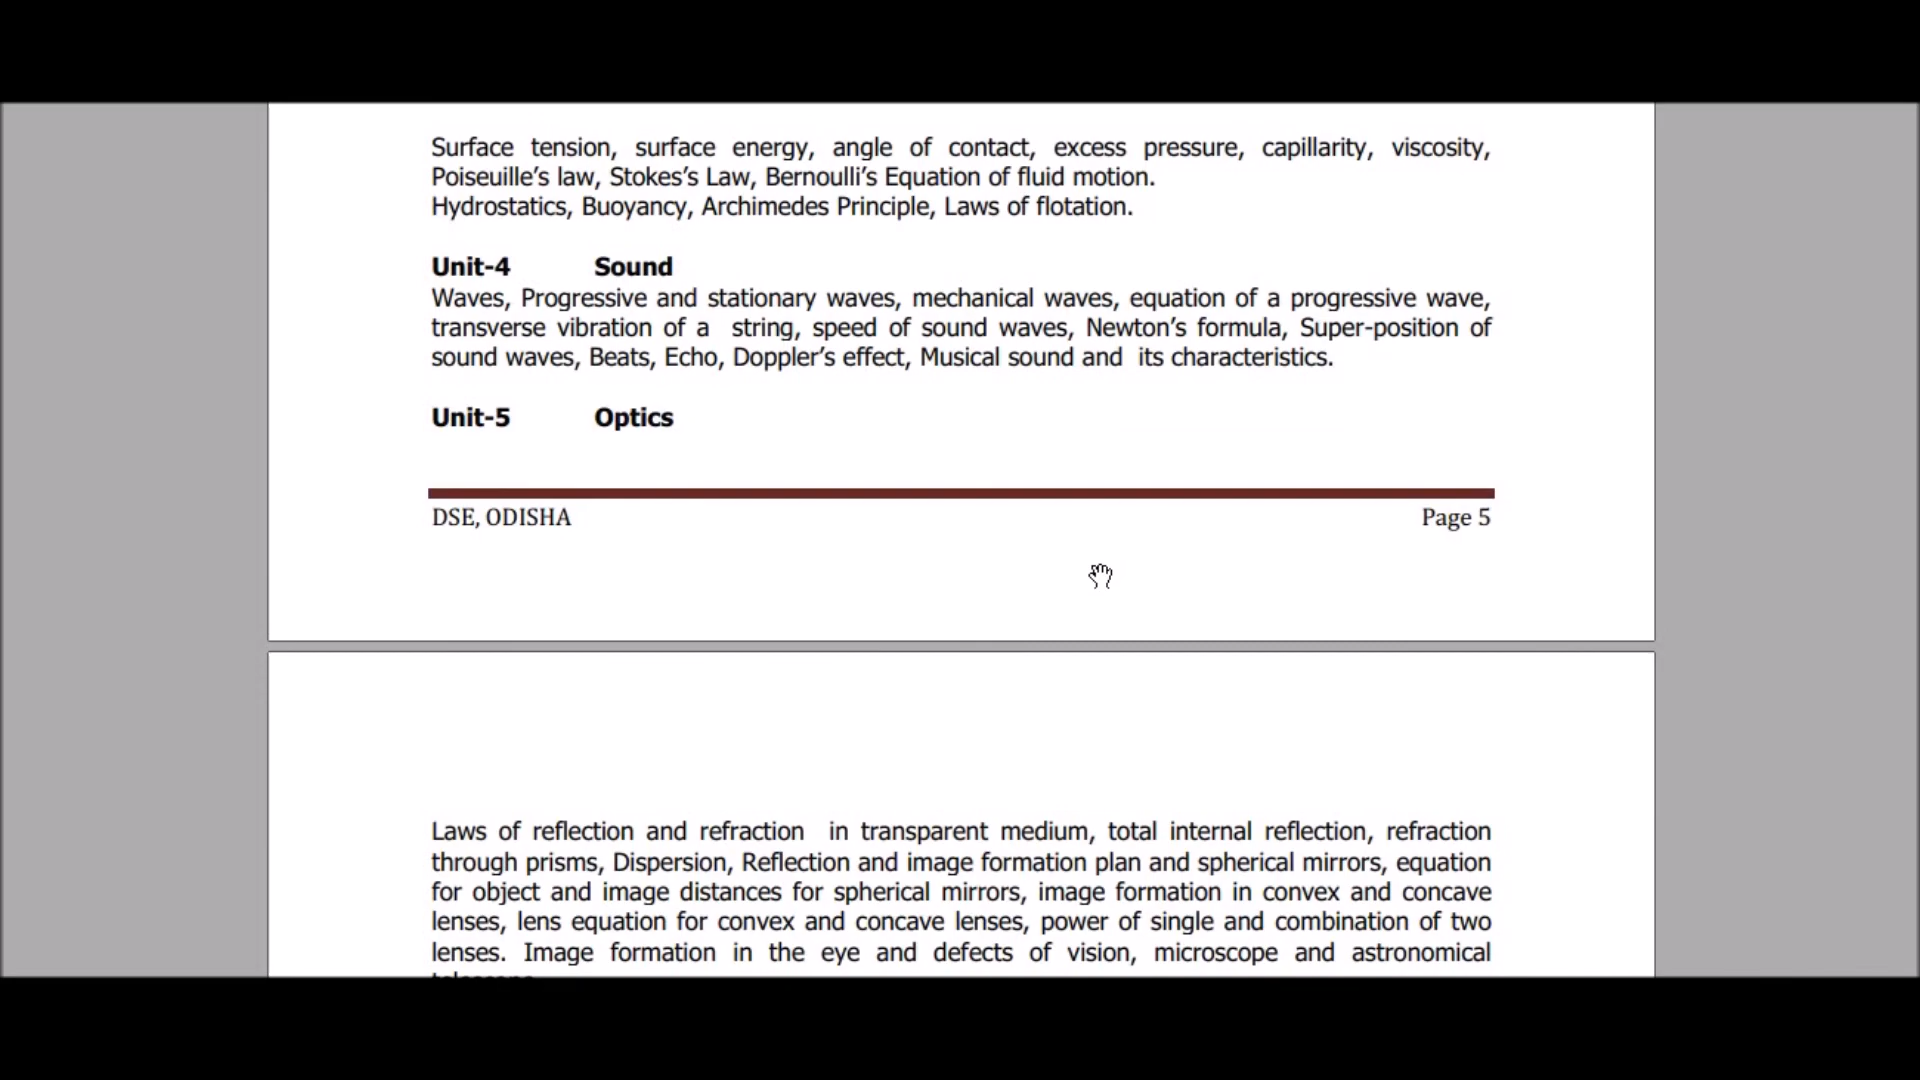 Surface tension, surface energy, angle of contact, excess pressure, capillarity, viscosity,
Poiseuille’s law, Stokes’s Law, Bernoulli’s Equation of fluid motion.
Hydrostatics, Buoyancy, Archimedes Principle, Laws of flotation.
Unit-4 Sound
Waves, Progressive and stationary waves, mechanical waves, equation of a progressive wave,
transverse vibration of a string, speed of sound waves, Newton’s formula, Super-position of
sound waves, Beats, Echo, Doppler’s effect, Musical sound and its characteristics.
Unit-5 Optics
DSE, ODISHA Page 5
Laws of reflection and refraction in transparent medium, total internal reflection, refraction
through prisms, Dispersion, Reflection and image formation plan and spherical mirrors, equation
for object and image distances for spherical mirrors, image formation in convex and concave
lenses, lens equation for convex and concave lenses, power of single and combination of two
lenses. Image formation in the eye and defects of vision, microscope and astronomical